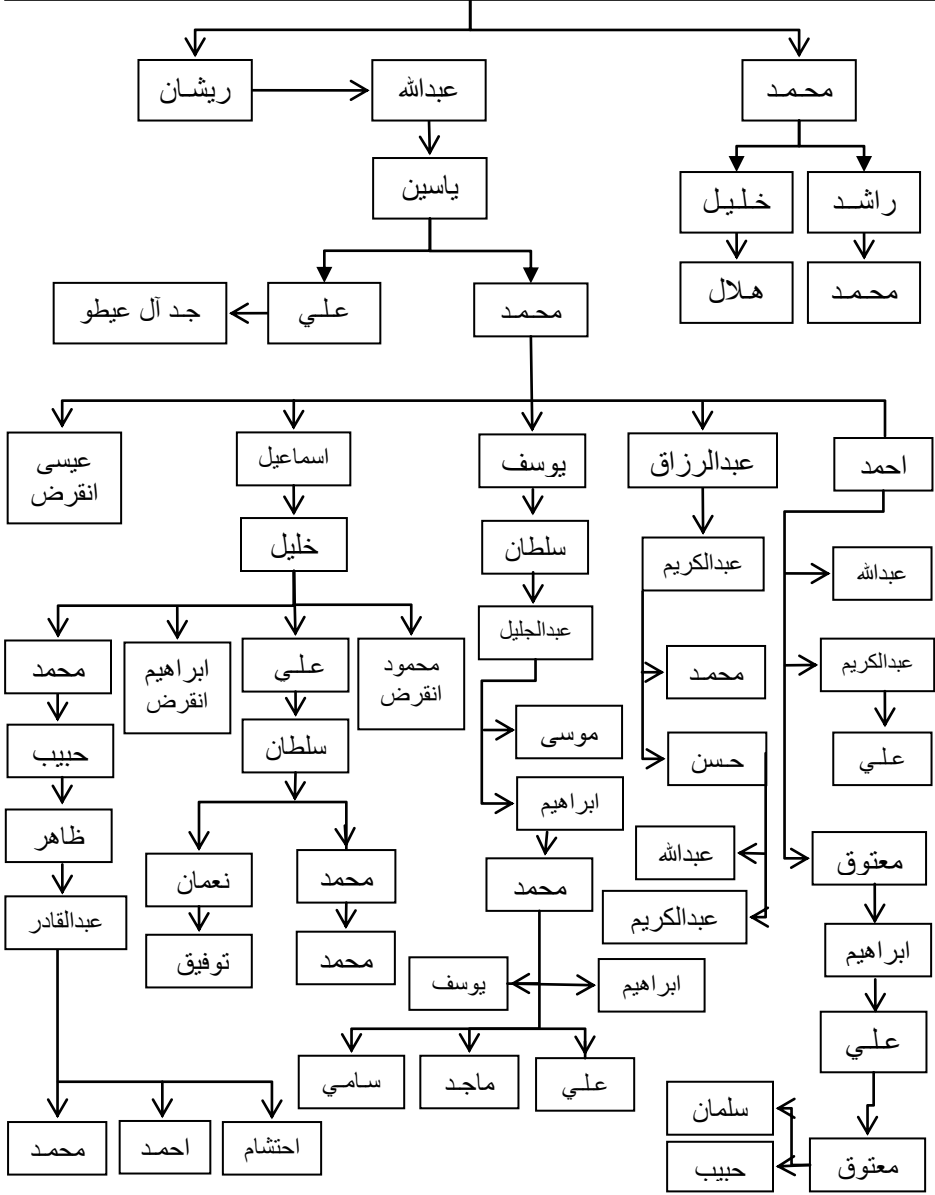 محمد
عبدالله
ريشان
ياسين
راشد
خليل
محمد
هلال
محمد
علي
جد آل عيطو
احمد
عبدالرزاق
يوسف
اسماعيل
عيسى
انقرض
عبدالله
عبدالكريم
علي
معتوق
ابراهيم
علي
معتوق
سلمان
حبيب
عبدالكريم
محمد
حسن
عبدالله
عبدالكريم
سلطان
عبدالجليل
موسى
ابراهيم
محمد
ابراهيم
يوسف
علي
ماجد
سامي
خليل
محمود
انقرض
علي
ابراهيم
انقرض
محمد
سلطان
محمد
نعمان
محمد
توفيق
حبيب
ظاهر
عبدالقادر
احتشام
احمد
محمد